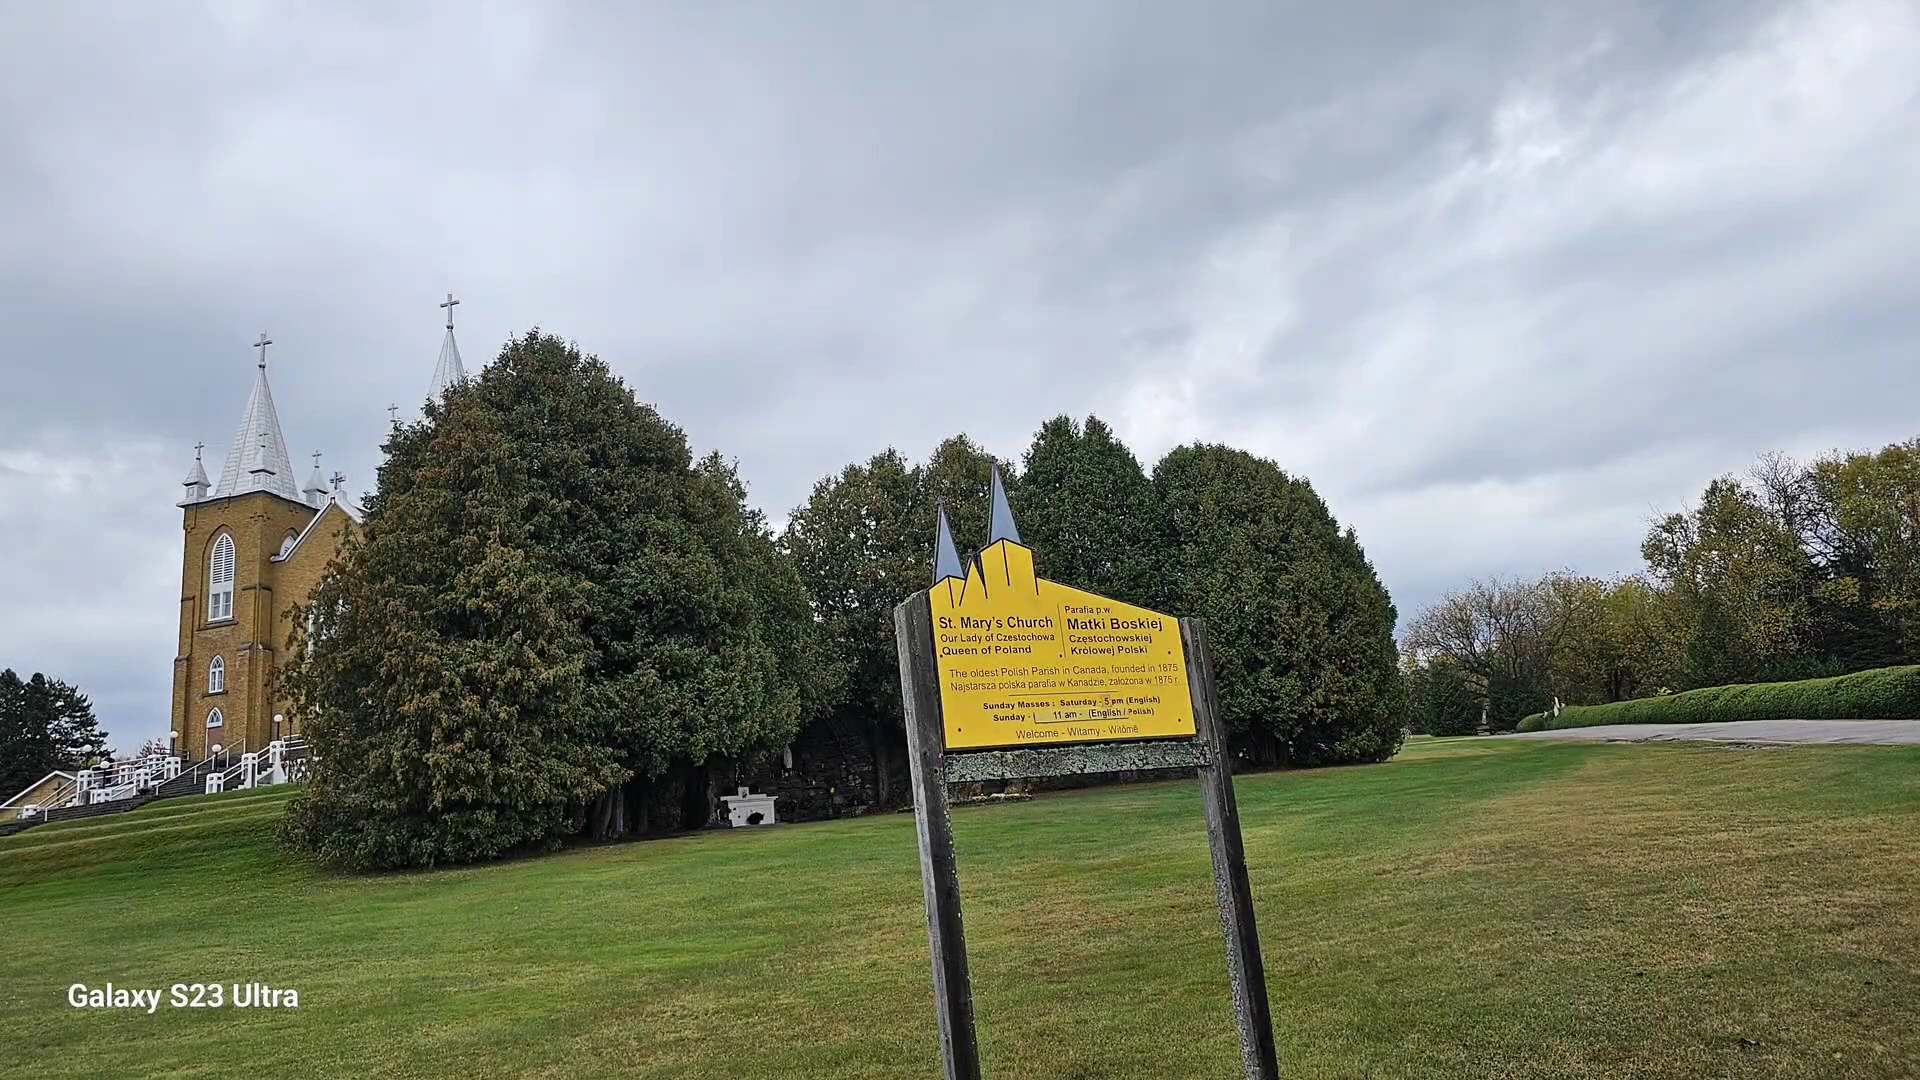 St. Mary's Church
Our Lady of Czestochowa
Queen of Poland
Parafia p.w.
Matki Boskiej
Częstochowskiej
Królowej Polski
The oldest Polish Parish in Canada, founded in 1875
Najstarsza polska parafia w Kanadzie, założona w 1875 r.
Sunday Masses : Saturday - 5 pm (English)
Sunday - 11 am - (English / Polish)
Welcome - Witamy - Witómë
Galaxy S23 Ultra